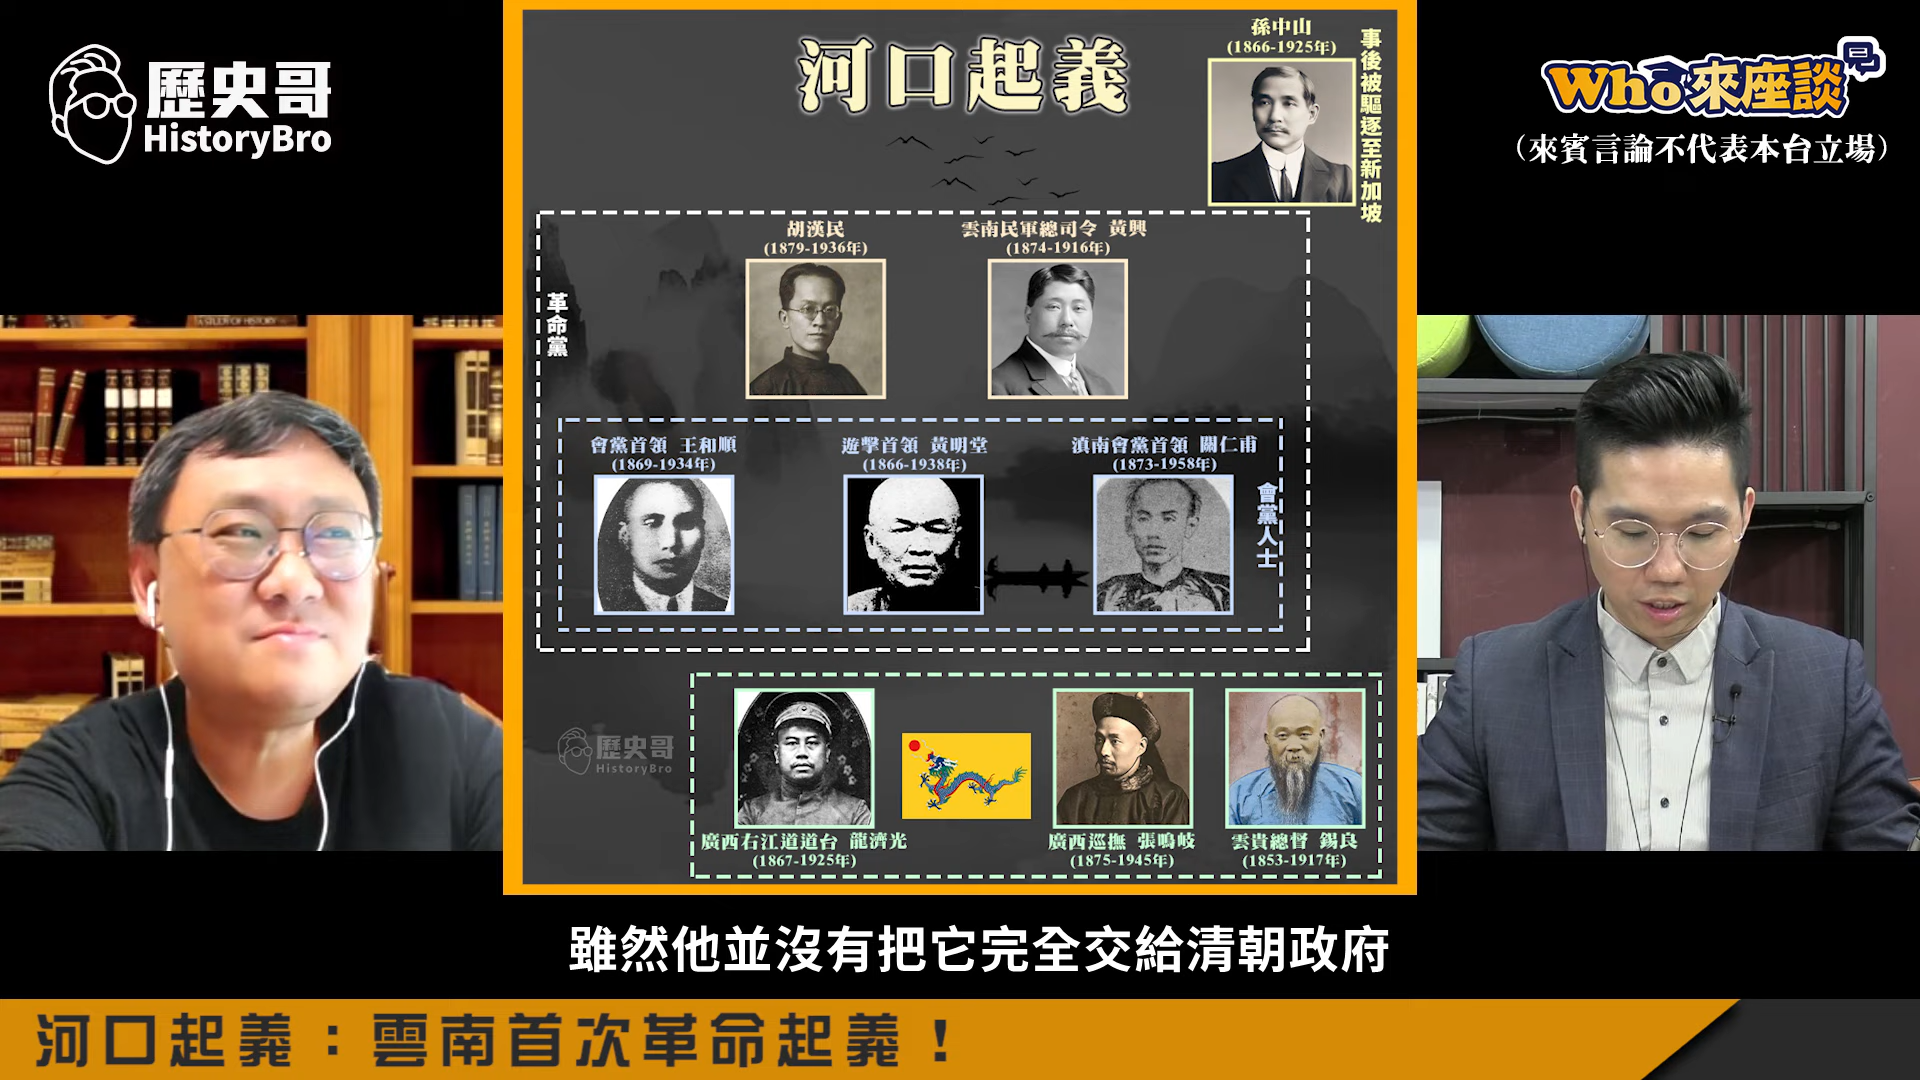 歷史哥
HistoryBro
河口起義
孫中山
(1866-1925年)
事後被驅逐至新加坡
Who來座談
(來賓言論不代表本台立場)
革命黨
胡漢民
(1879-1936年)
雲南民軍總司令 黃興
(1874-1916年)
會黨首領 王和順
(1869-1934年)
遊擊首領 黃明堂
(1866-1938年)
滇南會黨首領 關仁甫
(1873-1958年)
會黨人士
歷史哥
HistoryBro
廣西右江道道台 龍濟光
(1867-1925年)
廣西巡撫 張鳴岐
(1875-1945年)
雲貴總督 錫良
(1853-1917年)
雖然他並沒有把它完全交給清朝政府
河口起義：雲南首次革命起義！